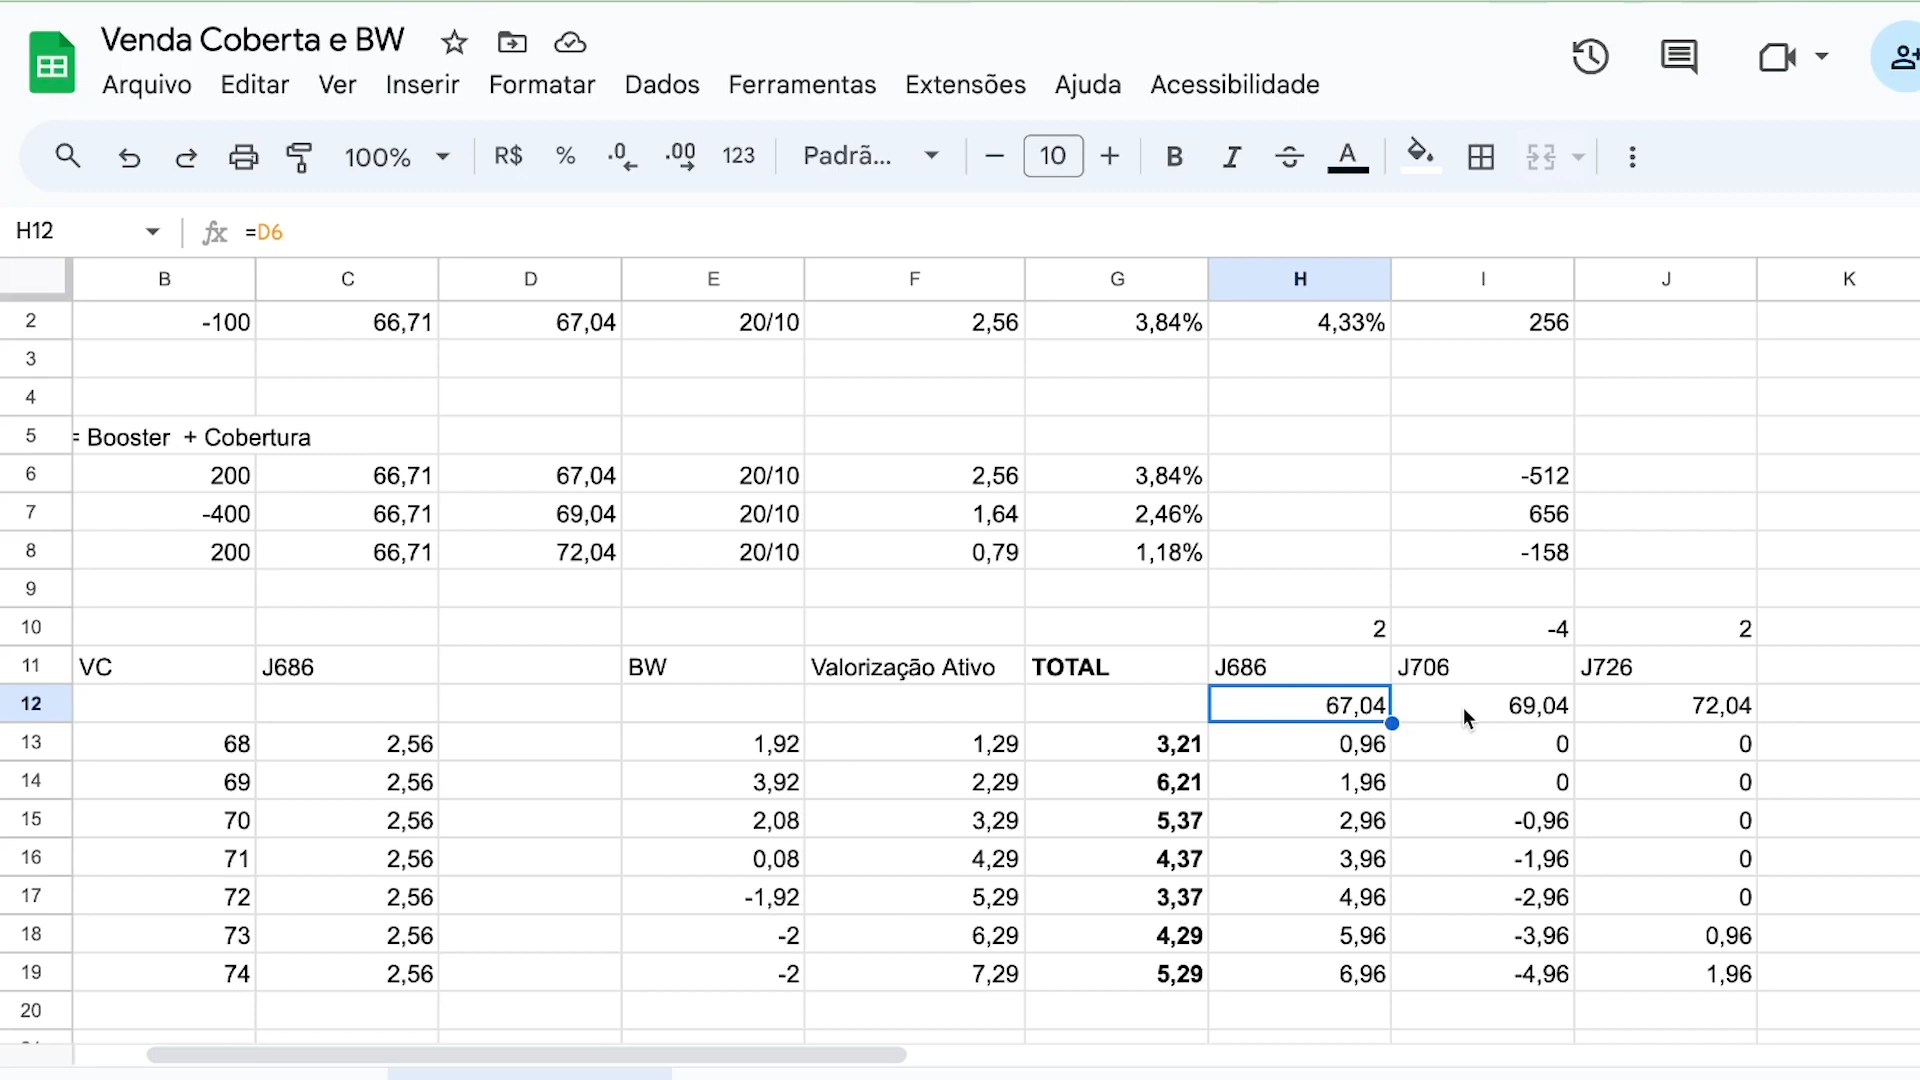 Venda Coberta e BW
Arquivo Editar Ver Inserir Formatar Dados Ferramentas Extensões Ajuda Acessibilidade
100% R$ % .0 .00 123 Padrã... 10 B I A
H12 fx =D6
B C D E F G H I J K
2 -100 66,71 67,04 20/10 2,56 3,84% 4,33% 256
3
4
5 = Booster + Cobertura
6 200 66,71 67,04 20/10 2,56 3,84% -512
7 -400 66,71 69,04 20/10 1,64 2,46% 656
8 200 66,71 72,04 20/10 0,79 1,18% -158
9
10 2 -4 2
11 VC J686 BW Valorização Ativo TOTAL J686 J706 J726
12 67,04 69,04 72,04
13 68 2,56 1,92 1,29 3,21 0,96 0 0
14 69 2,56 3,92 2,29 6,21 1,96 0 0
15 70 2,56 2,08 3,29 5,37 2,96 -0,96 0
16 71 2,56 0,08 4,29 4,37 3,96 -1,96 0
17 72 2,56 -1,92 5,29 3,37 4,96 -2,96 0
18 73 2,56 -2 6,29 4,29 5,96 -3,96 0,96
19 74 2,56 -2 7,29 5,29 6,96 -4,96 1,96
20